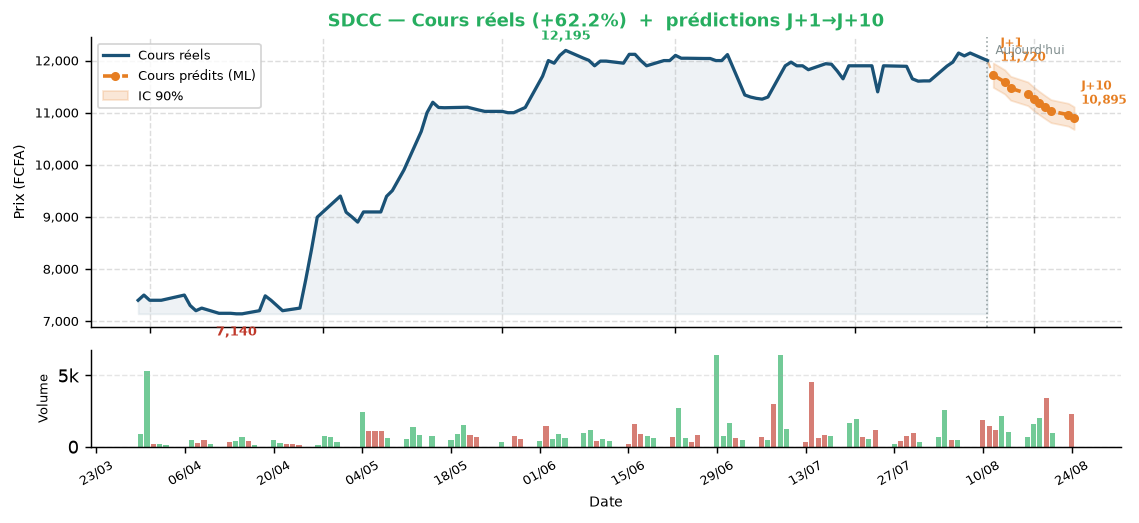 SDCC — Cours réels (+62.2%)  +  prédictions J+1→J+10
Cours réels
Cours prédits (ML)
IC 90%
12,195
J+1
11,720
Aujourd'hui
J+10
10,895
7,140
Prix (FCFA)
12,000
11,000
10,000
9,000
8,000
7,000
Volume
5k
0
23/03
06/04
20/04
04/05
18/05
01/06
15/06
29/06
13/07
27/07
10/08
24/08
Date